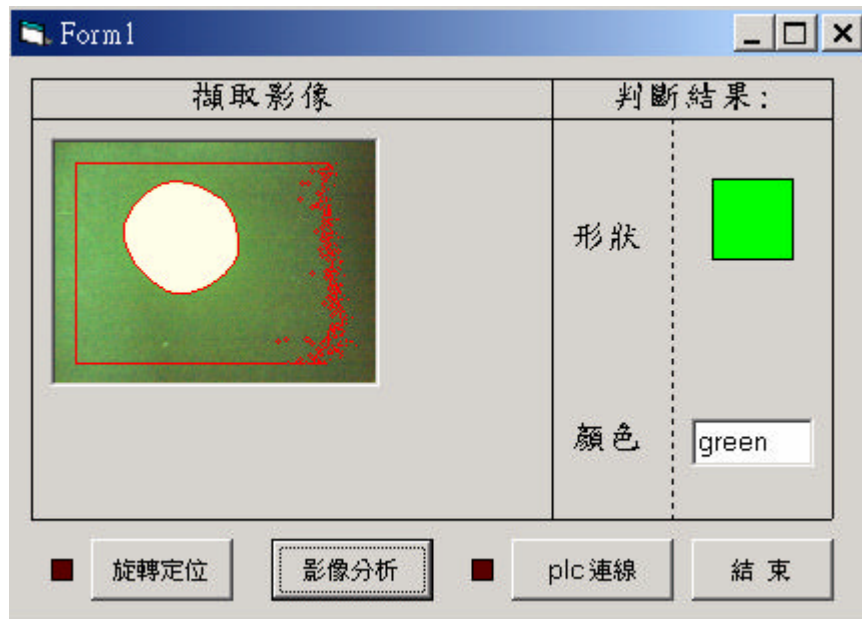 Form1
擷取影像
判斷結果:
形狀
顏色
green
旋轉定位
影像分析
plc連線
結 束